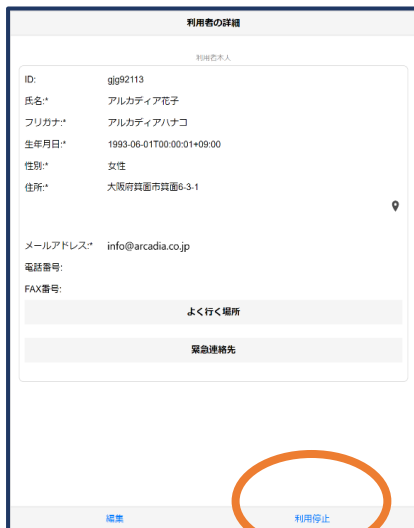 利用者の詳細
利用者本人
ID: gjg92113
氏名:* アルカディア花子
フリガナ:* アルカディアハナコ
生年月日:* 1993-06-01T00:00:01+09:00
性別:* 女性
住所:* 大阪府箕面市箕面6-3-1
メールアドレス:* info@arcadia.co.jp
電話番号:
FAX番号:
よく行く場所
緊急連絡先
編集 利用停止